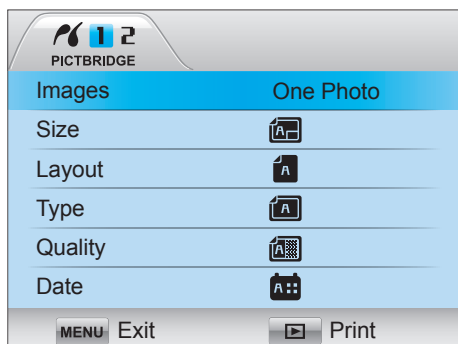 1 2
PICTBRIDGE
Images One Photo
Size A
Layout A
Type A
Quality A
Date A
MENU Exit Print